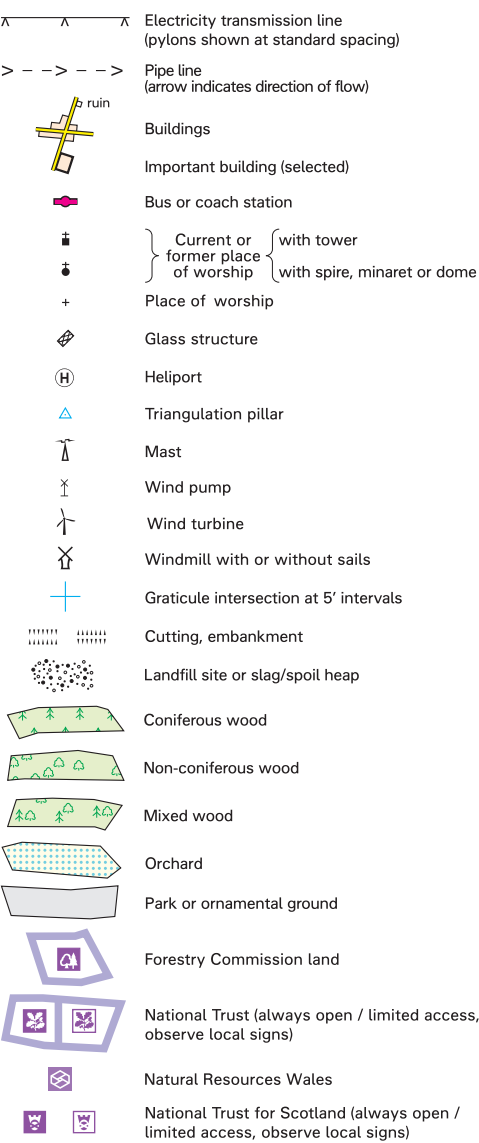 Electricity transmission line
(pylons shown at standard spacing)
Pipe line
(arrow indicates direction of flow)
ruin
Buildings
Important building (selected)
Bus or coach station
Current or
former place
of worship
with tower
with spire, minaret or dome
Place of worship
Glass structure
H
Heliport
Triangulation pillar
Mast
Wind pump
Wind turbine
Windmill with or without sails
Graticule intersection at 5′ intervals
Cutting, embankment
Landfill site or slag/spoil heap
Coniferous wood
Non-coniferous wood
Mixed wood
Orchard
Park or ornamental ground
Forestry Commission land
National Trust (always open / limited access,
observe local signs)
Natural Resources Wales
National Trust for Scotland (always open /
limited access, observe local signs)